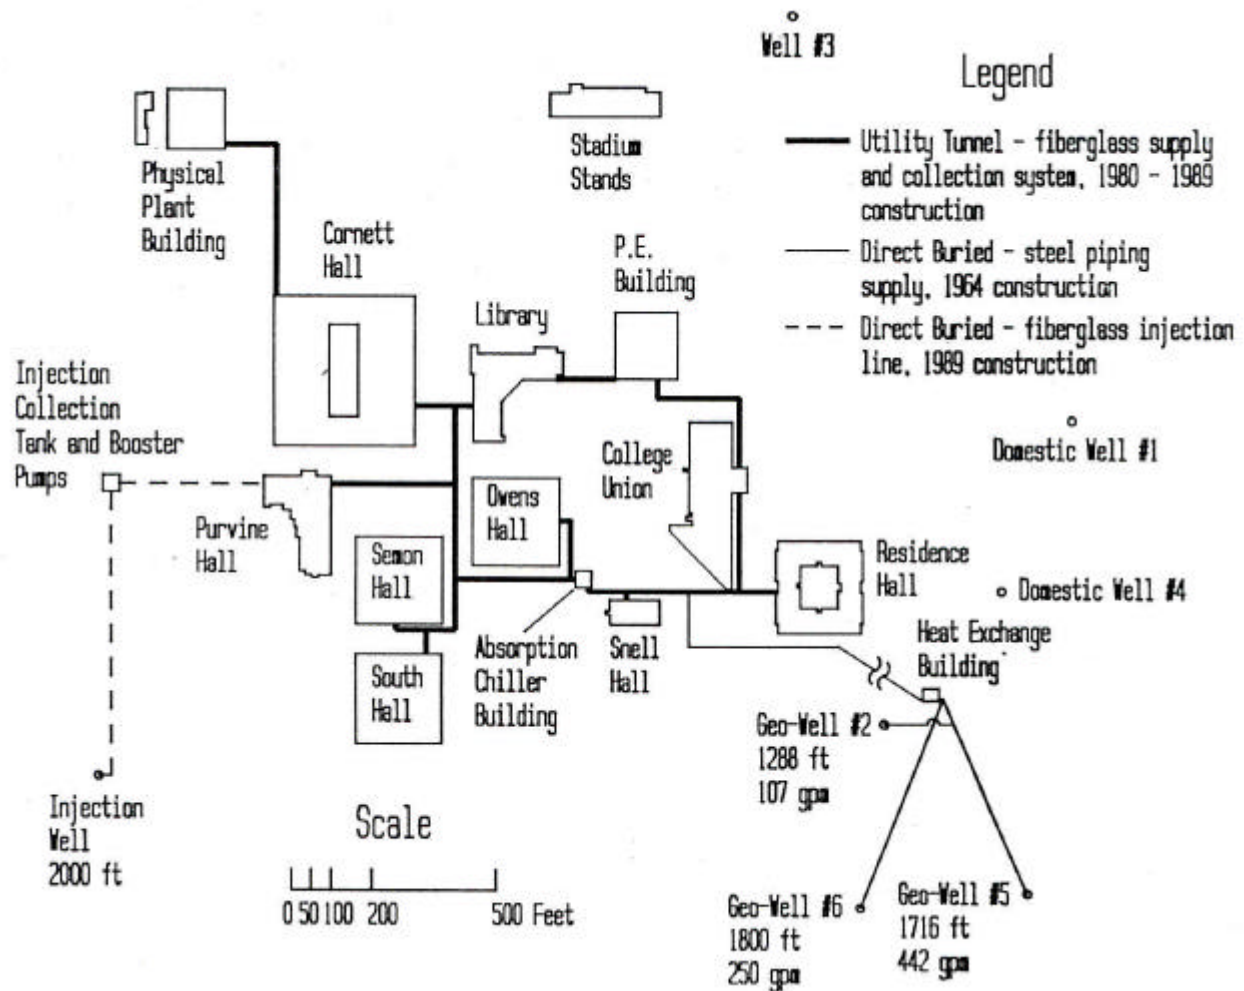 Well #3
Legend
Utility Tunnel - fiberglass supply
and collection system, 1980 - 1989
construction
Direct Buried - steel piping
supply, 1964 construction
Direct Buried - fiberglass injection
line, 1989 construction
Stadium
Stands
Physical
Plant
Building
Cornett
Hall
P.E.
Building
Library
Injection
Collection
Tank and Booster
Pumps
Domestic Well #1
College
Union
Owens
Hall
Purvine
Hall
Semon
Hall
Residence
Hall
Domestic Well #4
Heat Exchange
Building
Absorption
Chiller
Building
Snell
Hall
South
Hall
Geo-Well #2
1288 ft
107 gpm
Injection
Well
2000 ft
Scale
0 50 100 200 500 Feet
Geo-Well #6
1800 ft
250 gpm
Geo-Well #5
1716 ft
442 gpm